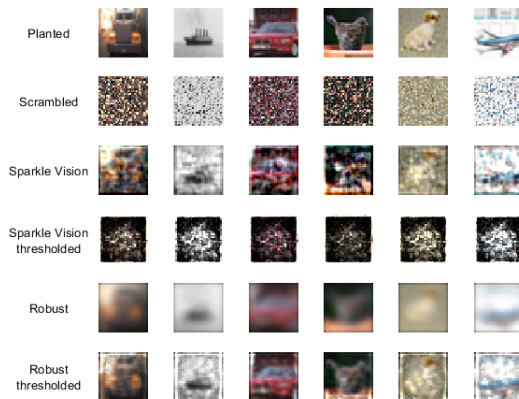 Planted
Scrambled
Sparkle Vision
Sparkle Vision
thresholded
Robust
Robust
thresholded